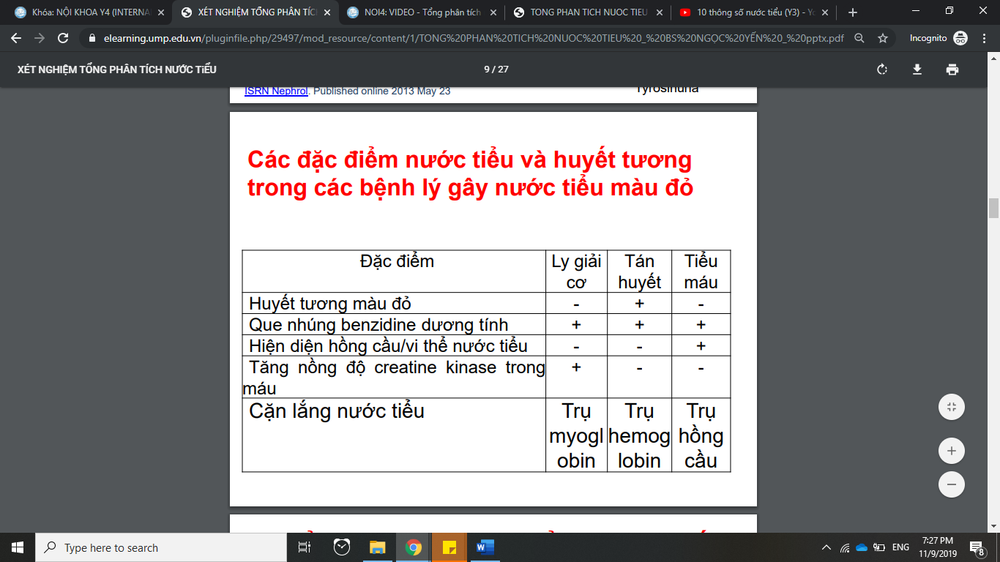 Khóa: NỘI KHOA Y4 (INTERNA
XÉT NGHIỆM TỔNG PHÂN TÍC
NOI4: VIDEO - Tổng phân tích
TONG PHAN TICH NUOC TIEU
10 thông số nước tiểu (Y3) - Yo
elearning.ump.edu.vn/pluginfile.php/29497/mod_resource/content/1/TONG%20PHAN%20TICH%20NUOC%20TIEU%20_%20BS%20NGỌC%20YẾN%20_%20pptx.pdf
Incognito
XÉT NGHIỆM TỔNG PHÂN TÍCH NƯỚC TiỂU
9 / 27
ISRN Nephrol. Published online 2013 May 23
Tyrosinuria
Các đặc điểm nước tiểu và huyết tương
trong các bệnh lý gây nước tiểu màu đỏ
Đặc điểm
Ly giải
cơ
Tán
huyết
Tiểu
máu
Huyết tương màu đỏ - + -
Que nhúng benzidine dương tính + + +
Hiện diện hồng cầu/vi thể nước tiểu - - +
Tăng nồng độ creatine kinase trong
máu
+ - -
Cặn lắng nước tiểu
Trụ
myogl
obin
Trụ
hemog
lobin
Trụ
hồng
cầu
Type here to search
ENG
7:27 PM
11/9/2019
8